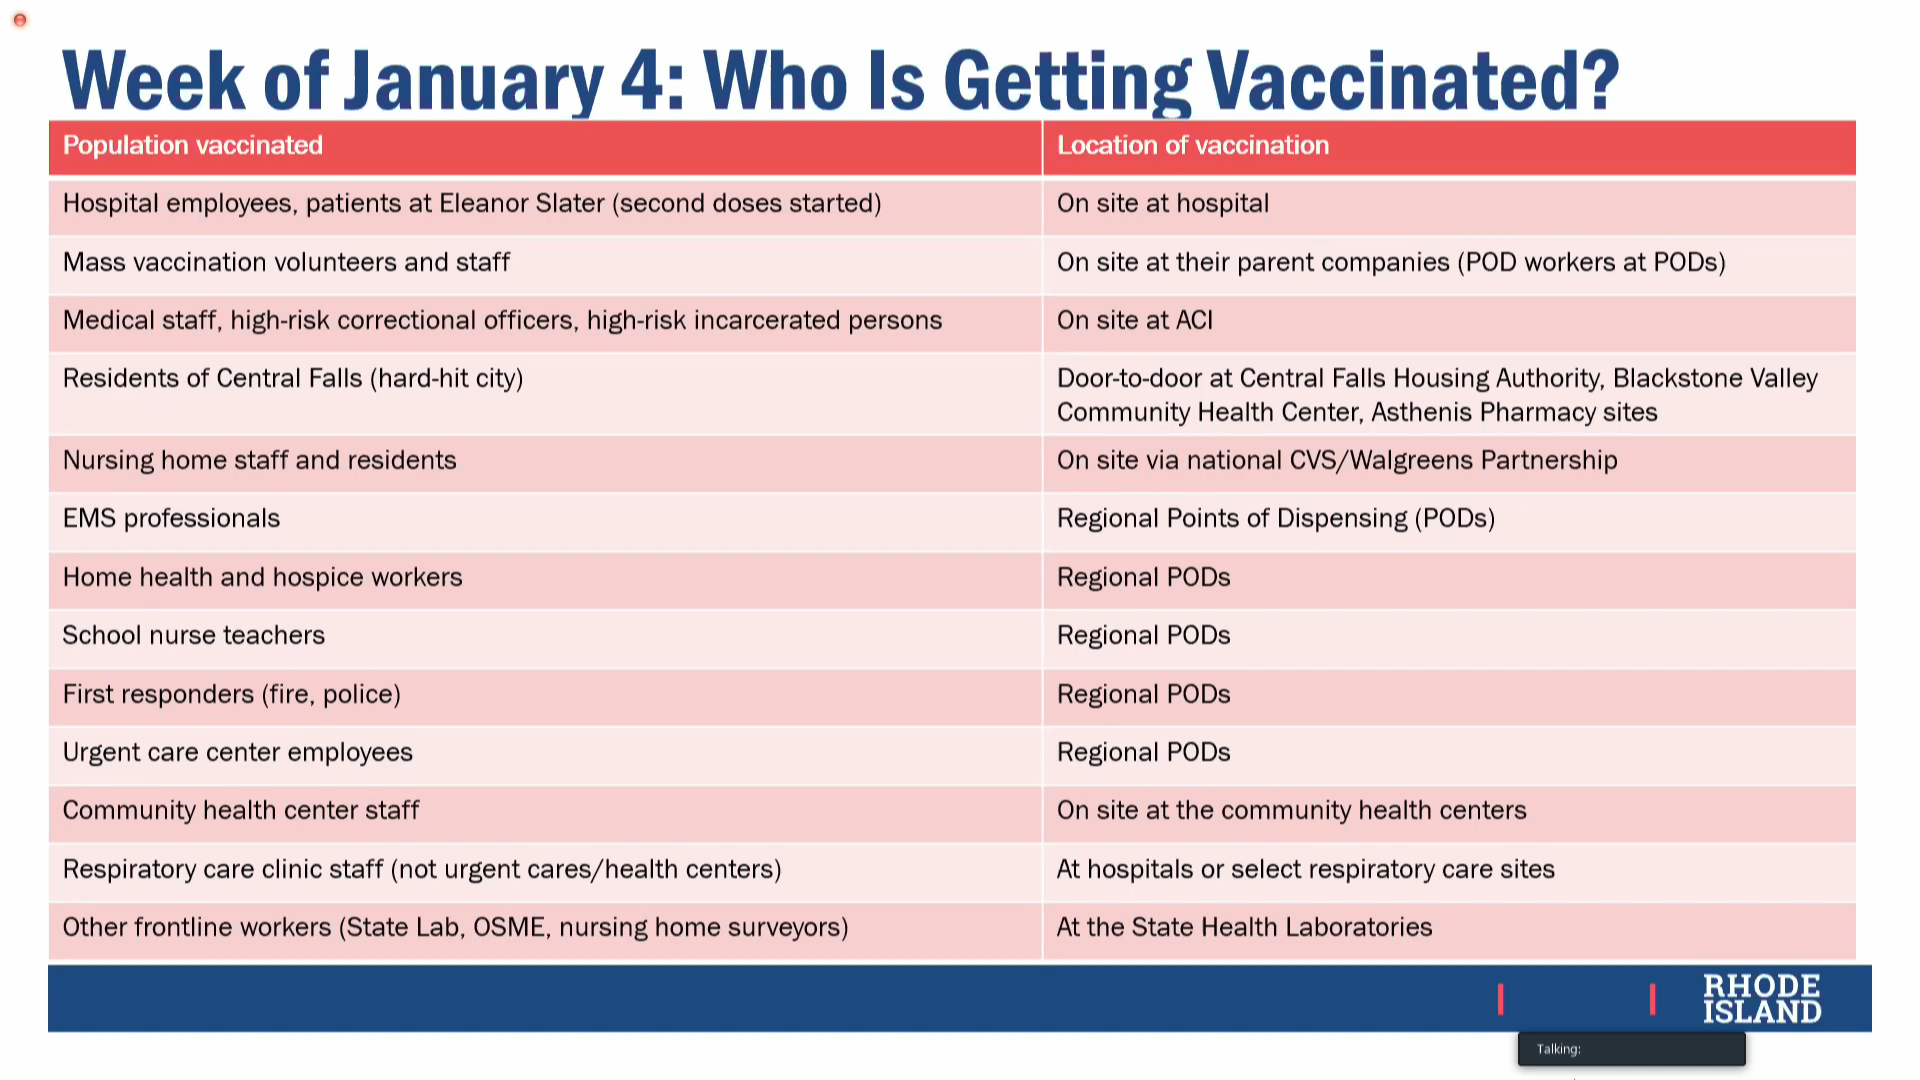 Week of January 4: Who Is Getting Vaccinated?
Population vaccinated
Location of vaccination
Hospital employees, patients at Eleanor Slater (second doses started)
On site at hospital
Mass vaccination volunteers and staff
On site at their parent companies (POD workers at PODs)
Medical staff, high-risk correctional officers, high-risk incarcerated persons
On site at ACI
Residents of Central Falls (hard-hit city)
Door-to-door at Central Falls Housing Authority, Blackstone Valley
Community Health Center, Asthenis Pharmacy sites
Nursing home staff and residents
On site via national CVS/Walgreens Partnership
EMS professionals
Regional Points of Dispensing (PODs)
Home health and hospice workers
Regional PODs
School nurse teachers
Regional PODs
First responders (fire, police)
Regional PODs
Urgent care center employees
Regional PODs
Community health center staff
On site at the community health centers
Respiratory care clinic staff (not urgent cares/health centers)
At hospitals or select respiratory care sites
Other frontline workers (State Lab, OSME, nursing home surveyors)
At the State Health Laboratories
RHODE
ISLAND
Talking: